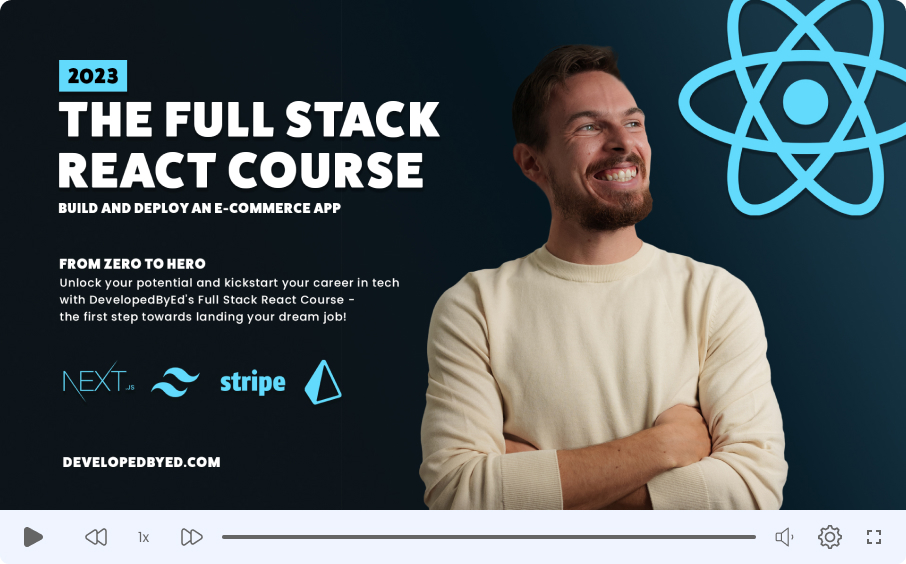 2023
THE FULL STACK
REACT COURSE
BUILD AND DEPLOY AN E-COMMERCE APP
FROM ZERO TO HERO
Unlock your potential and kickstart your career in tech
with DevelopedByEd's Full Stack React Course -
the first step towards landing your dream job!
NEXT.JS stripe
DEVELOPEDBYED.COM
1x